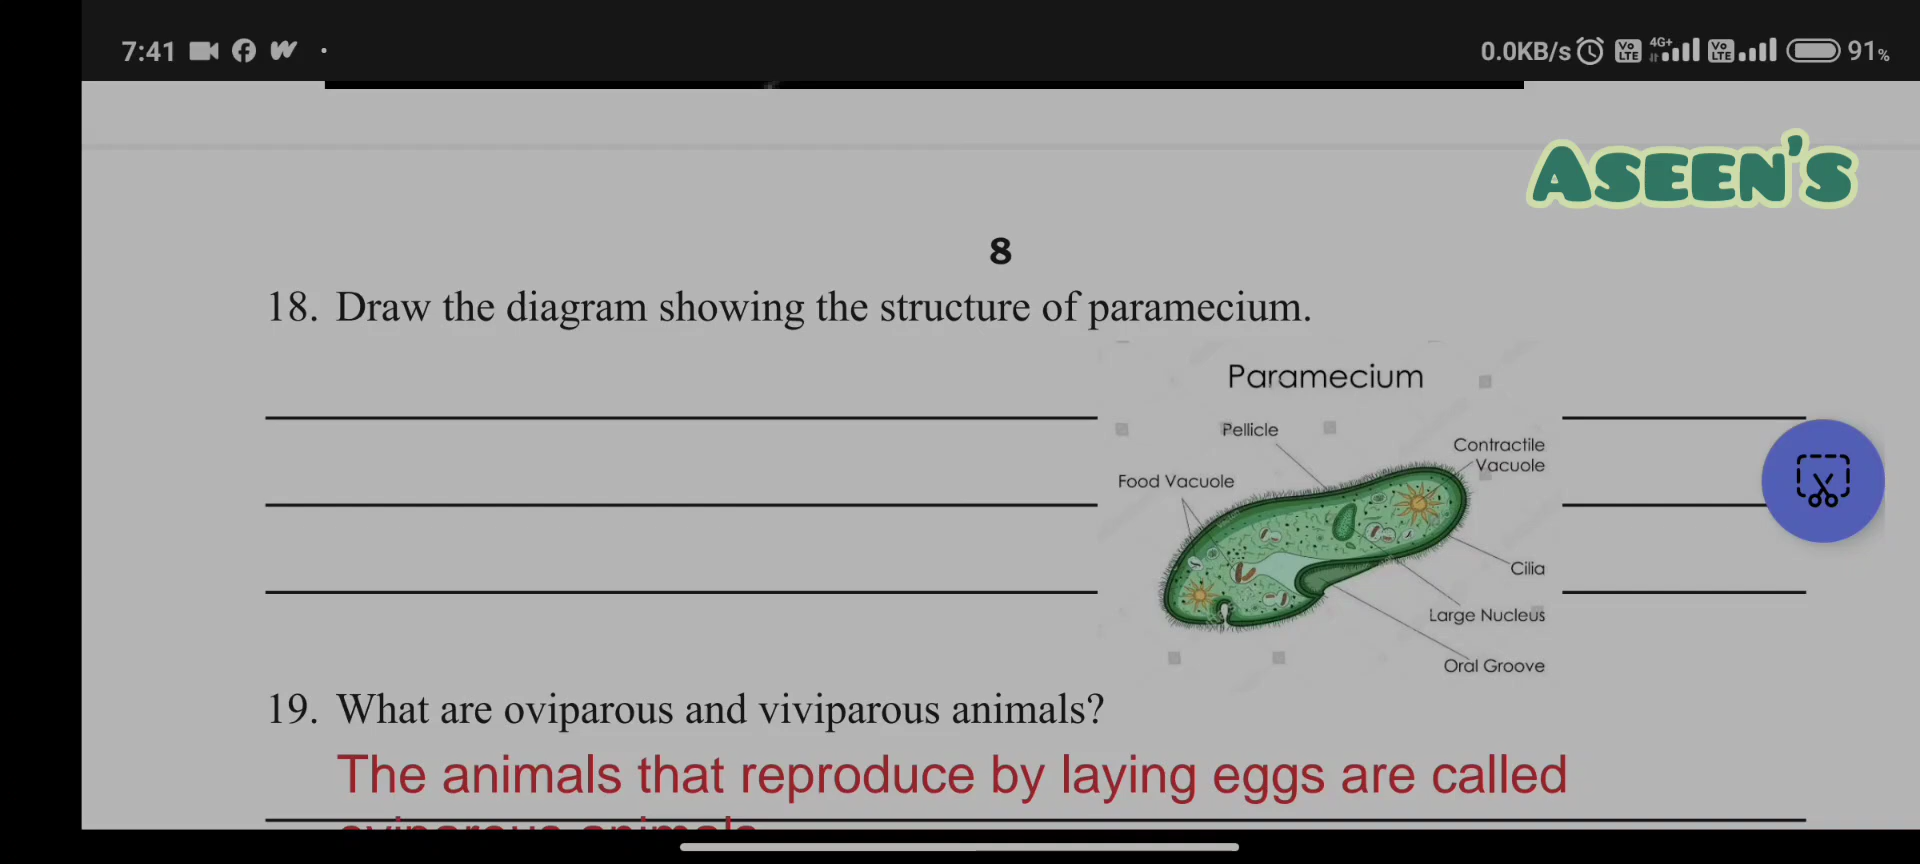 7:41
0.0KB/s 4G+ 91%
ASEEN'S
8
18. Draw the diagram showing the structure of paramecium.
Paramecium
Pellicle
Contractile
Vacuole
Food Vacuole
Cilia
Large Nucleus
Oral Groove
19. What are oviparous and viviparous animals?
The animals that reproduce by laying eggs are called